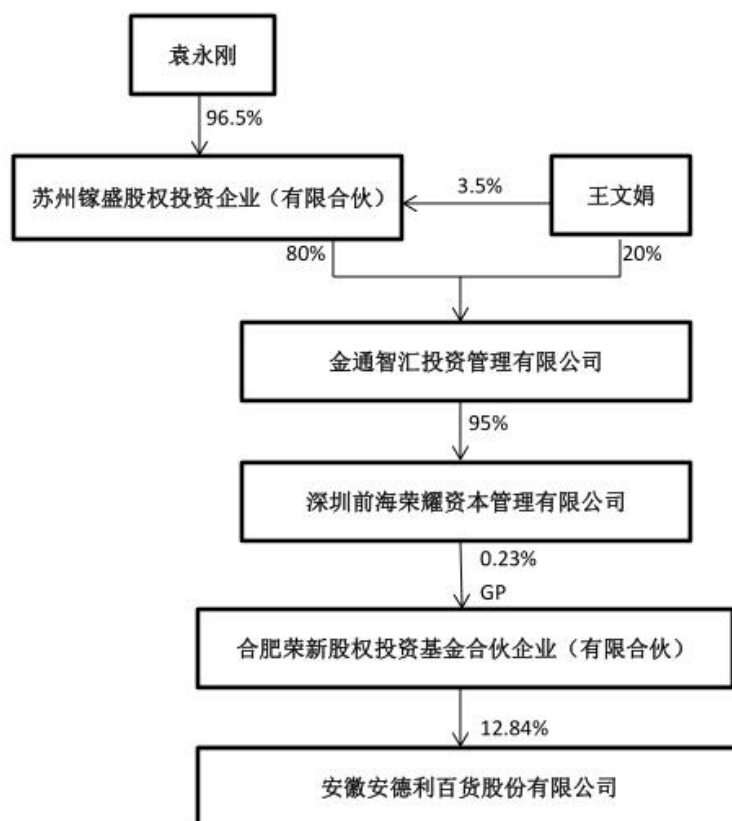 袁永刚
96.5%
苏州镓盛股权投资企业（有限合伙）
3.5%
王文娟
80%
20%
金通智汇投资管理有限公司
95%
深圳前海荣耀资本管理有限公司
0.23%
GP
合肥荣新股权投资基金合伙企业（有限合伙）
12.84%
安徽安德利百货股份有限公司